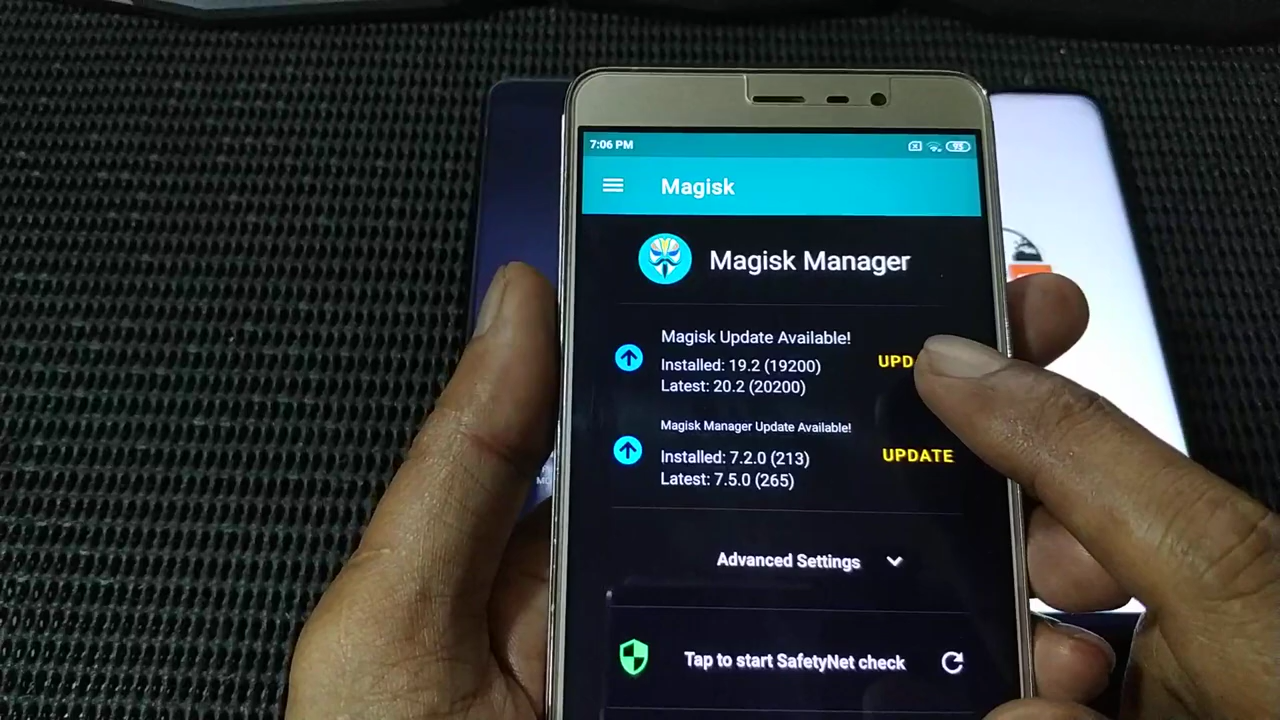 7:06 PM
93
Magisk
Magisk Manager
Magisk Update Available!
Installed: 19.2 (19200)
UPD
Latest: 20.2 (20200)
Magisk Manager Update Available!
Installed: 7.2.0 (213)
UPDATE
Latest: 7.5.0 (265)
Advanced Settings
Tap to start SafetyNet check